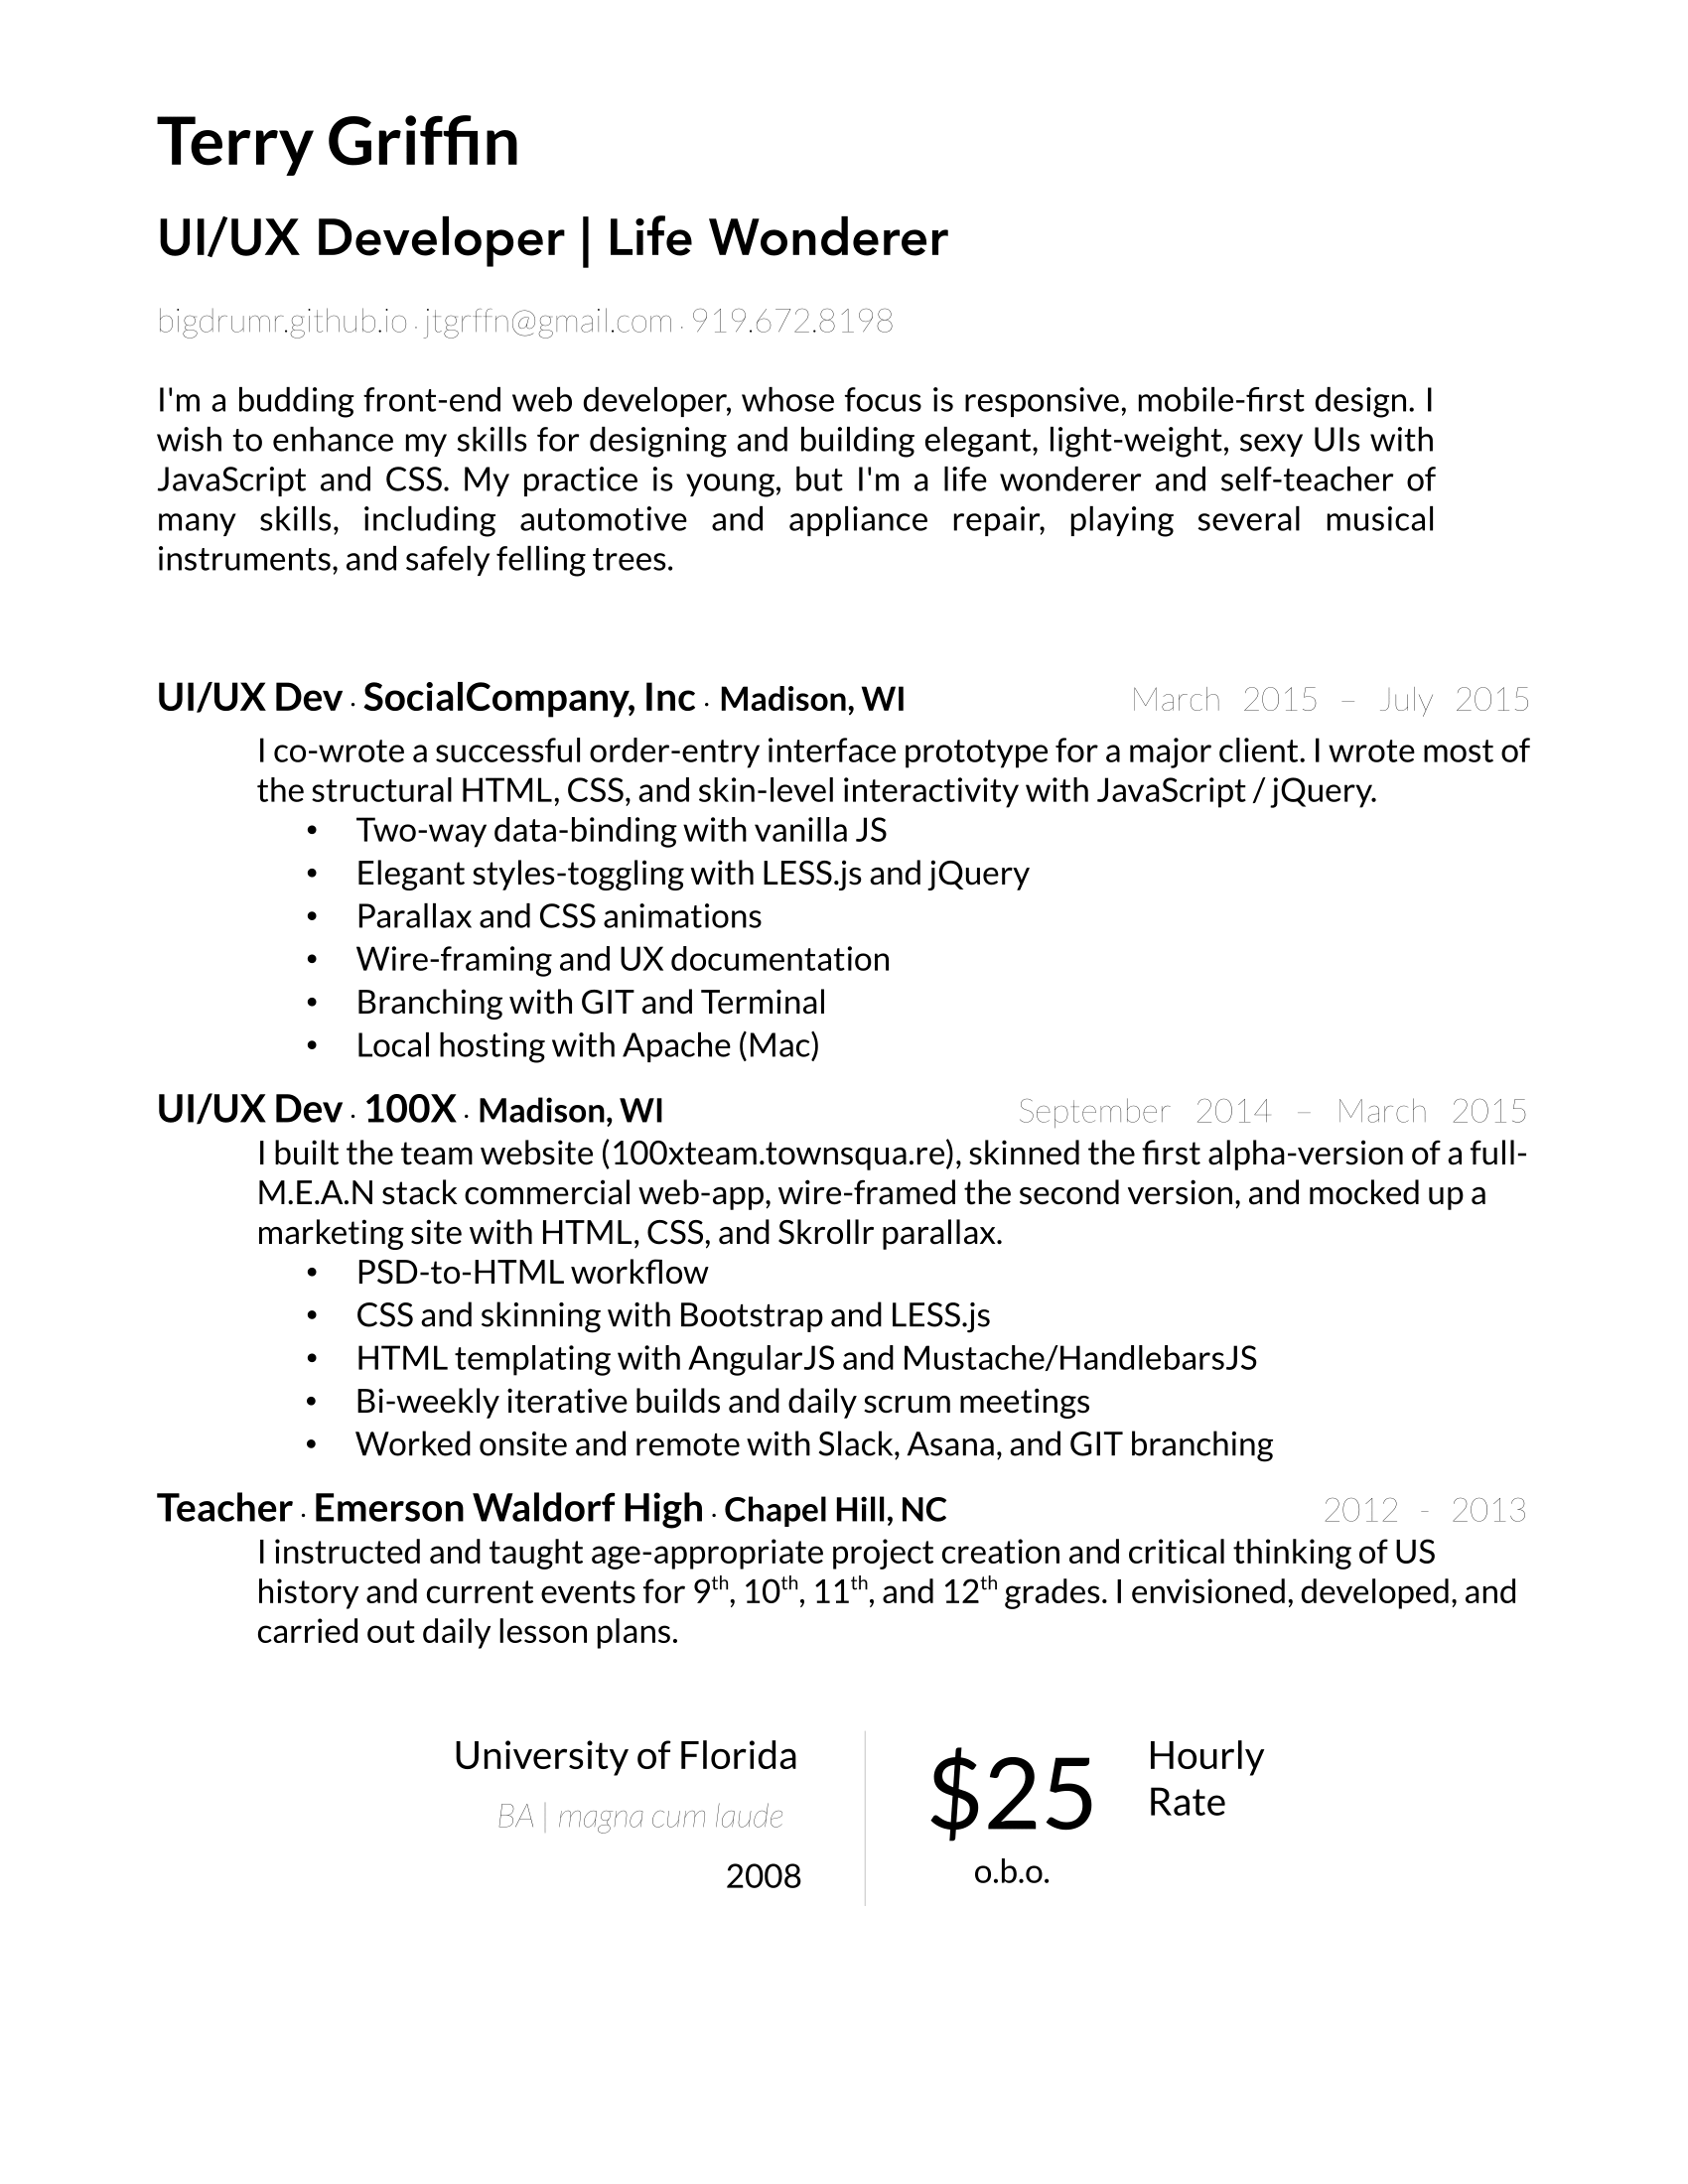 Terry Griffin
UI/UX Developer | Life Wonderer
bigdrumr.github.io · jtgrffn@gmail.com · 919.672.8198
I'm a budding front-end web developer, whose focus is responsive, mobile-first design. I
wish to enhance my skills for designing and building elegant, light-weight, sexy UIs with
JavaScript and CSS. My practice is young, but I'm a life wonderer and self-teacher of
many skills, including automotive and appliance repair, playing several musical
instruments, and safely felling trees.
UI/UX Dev · SocialCompany, Inc · Madison, WI March 2015 – July 2015
I co-wrote a successful order-entry interface prototype for a major client. I wrote most of
the structural HTML, CSS, and skin-level interactivity with JavaScript / jQuery.
• Two-way data-binding with vanilla JS
• Elegant styles-toggling with LESS.js and jQuery
• Parallax and CSS animations
• Wire-framing and UX documentation
• Branching with GIT and Terminal
• Local hosting with Apache (Mac)
UI/UX Dev · 100X · Madison, WI September 2014 – March 2015
I built the team website (100xteam.townsqua.re), skinned the first alpha-version of a full-
M.E.A.N stack commercial web-app, wire-framed the second version, and mocked up a
marketing site with HTML, CSS, and Skrollr parallax.
• PSD-to-HTML workflow
• CSS and skinning with Bootstrap and LESS.js
• HTML templating with AngularJS and Mustache/HandlebarsJS
• Bi-weekly iterative builds and daily scrum meetings
• Worked onsite and remote with Slack, Asana, and GIT branching
Teacher · Emerson Waldorf High · Chapel Hill, NC 2012 - 2013
I instructed and taught age-appropriate project creation and critical thinking of US
history and current events for 9th, 10th, 11th, and 12th grades. I envisioned, developed, and
carried out daily lesson plans.
University of Florida
BA | magna cum laude
2008
$25
o.b.o.
Hourly
Rate